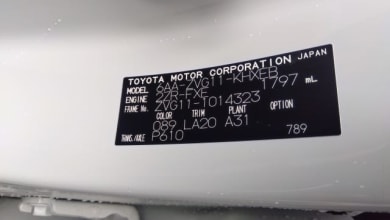 TOYOTA MOTOR CORPORATION JAPAN
MODEL 6AA-ZVG11-KHXEB
ENGINE 2ZR-FXE 1797 mL
FRAME No. ZVG11-1014323
COLOR TRIM PLANT OPTION
089 LA20 A31
TRANS./AXLE P610
789